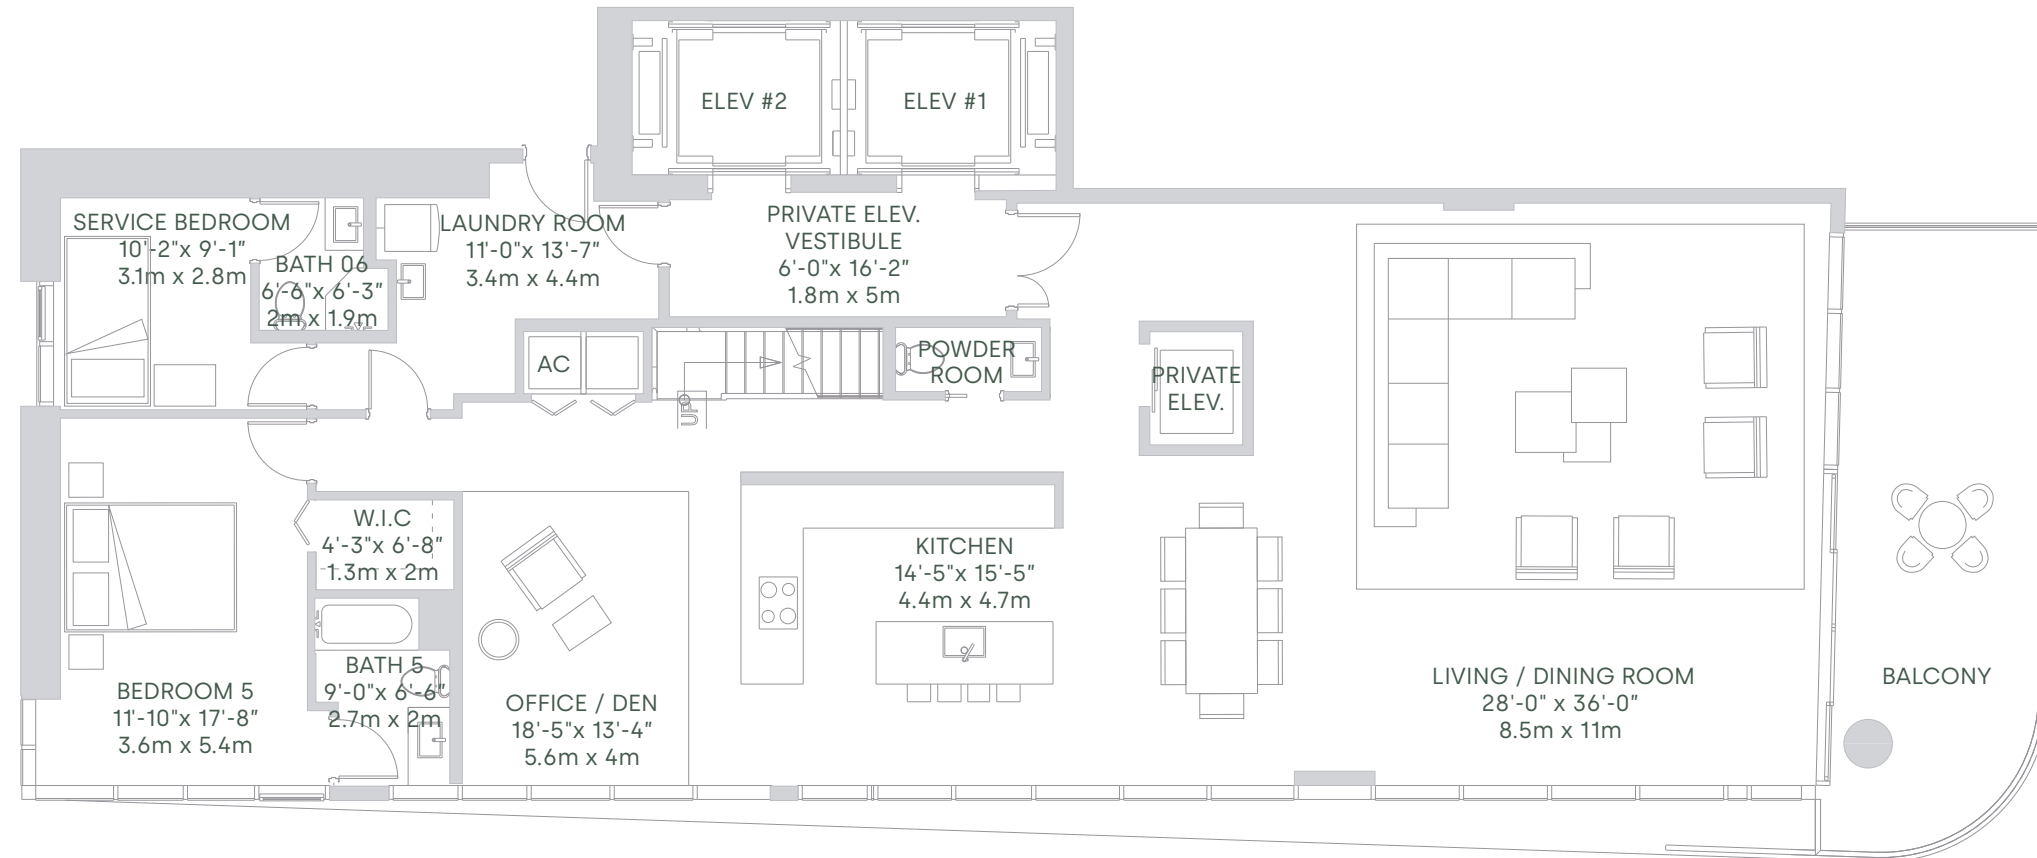 ELEV #2
ELEV #1
SERVICE BEDROOM
10'-2"x 9'-1"
3.1m x 2.8m
BATH 06
6'-6"x 6'-3"
2m x 1.9m
LAUNDRY ROOM
11'-0"x 13'-7"
3.4m x 4.4m
PRIVATE ELEV.
VESTIBULE
6'-0"x 16'-2"
1.8m x 5m
AC
UP
POWDER
ROOM
PRIVATE
ELEV.
W.I.C
4'-3"x 6'-8"
1.3m x 2m
KITCHEN
14'-5"x 15'-5"
4.4m x 4.7m
BEDROOM 5
11'-10"x 17'-8"
3.6m x 5.4m
BATH 5
9'-0"x 6'-6"
2.7m x 2m
OFFICE / DEN
18'-5"x 13'-4"
5.6m x 4m
LIVING / DINING ROOM
28'-0" x 36'-0"
8.5m x 11m
BALCONY